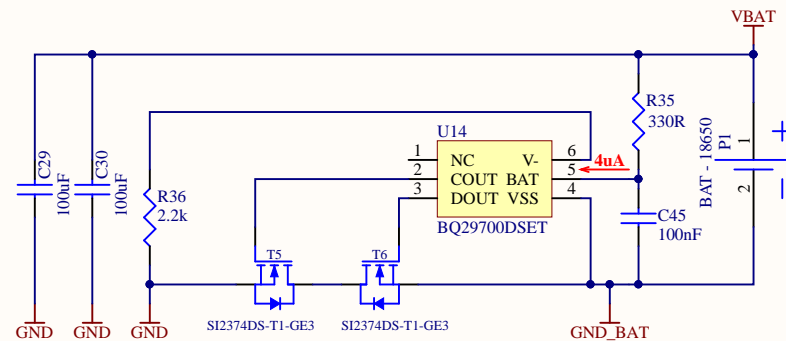 VBAT
C29
100uF
C30
100uF
R36
2.2k
U14
1
2
3
NC
COUT
DOUT
V-
BAT
VSS
6
5
4
BQ29700DSET
4uA
R35
330R
C45
100nF
BAT - 18650
P1
1
2
+
-
T5
SI2374DS-T1-GE3
T6
SI2374DS-T1-GE3
GND
GND
GND
GND_BAT